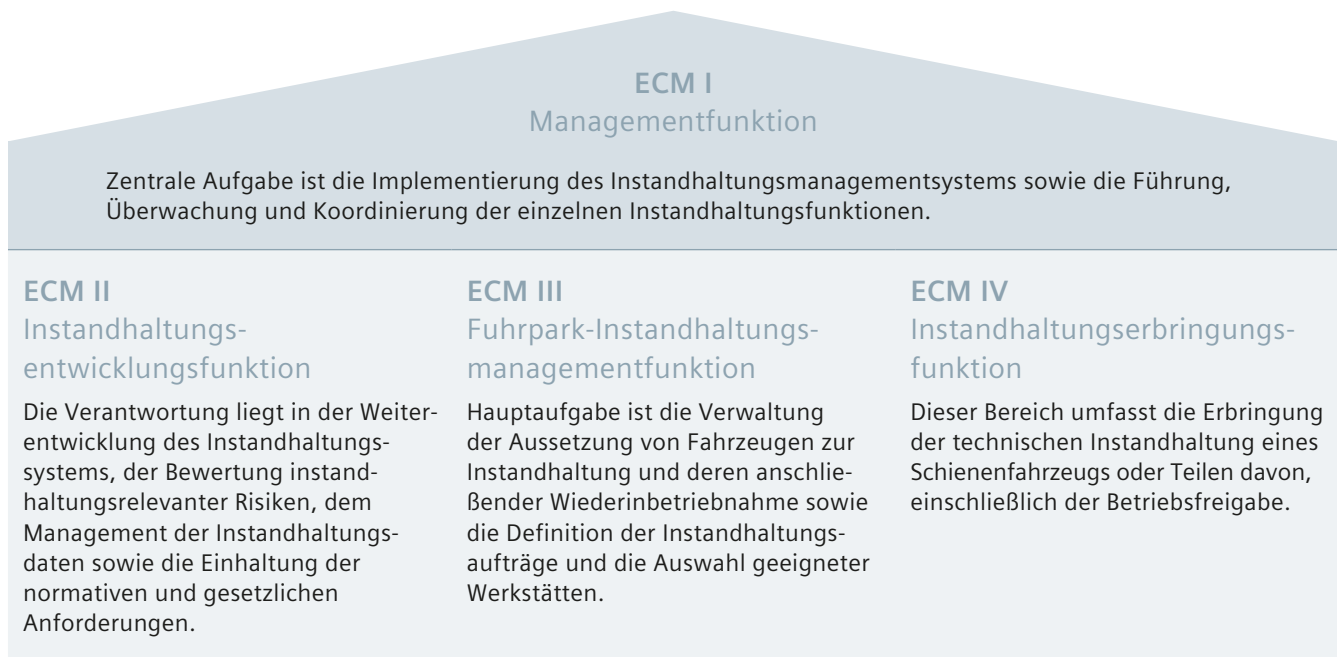 ECM I
Managementfunktion
Zentrale Aufgabe ist die Implementierung des Instandhaltungsmanagementsystems sowie die Führung,
Überwachung und Koordinierung der einzelnen Instandhaltungsfunktionen.
ECM II
Instandhaltungs-
entwicklungsfunktion
Die Verantwortung liegt in der Weiter-
entwicklung des Instandhaltungs-
systems, der Bewertung instand-
haltungsrelevanter Risiken, dem
Management der Instandhaltungs-
daten sowie die Einhaltung der
normativen und gesetzlichen
Anforderungen.
ECM III
Fuhrpark-Instandhaltungs-
managementfunktion
Hauptaufgabe ist die Verwaltung
der Aussetzung von Fahrzeugen zur
Instandhaltung und deren anschlie-
ßender Wiederinbetriebnahme sowie
die Definition der Instandhaltungs-
aufträge und die Auswahl geeigneter
Werkstätten.
ECM IV
Instandhaltungserbringungs-
funktion
Dieser Bereich umfasst die Erbringung
der technischen Instandhaltung eines
Schienenfahrzeugs oder Teilen davon,
einschließlich der Betriebsfreigabe.